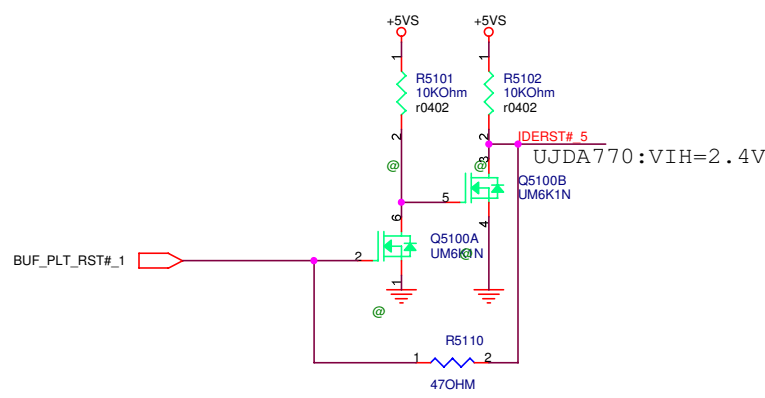 +5VS
+5VS
1
1
R5101
10KOhm
r0402
R5102
10KOhm
r0402
2
2
IDERST#_5
UJDA770:VIH=2.4V
@
@
3
Q5100B
UM6K1N
5
6
4
Q5100A
UM6K1N
@
BUF_PLT_RST#_1
2
1
@
R5110
1
2
47OHM